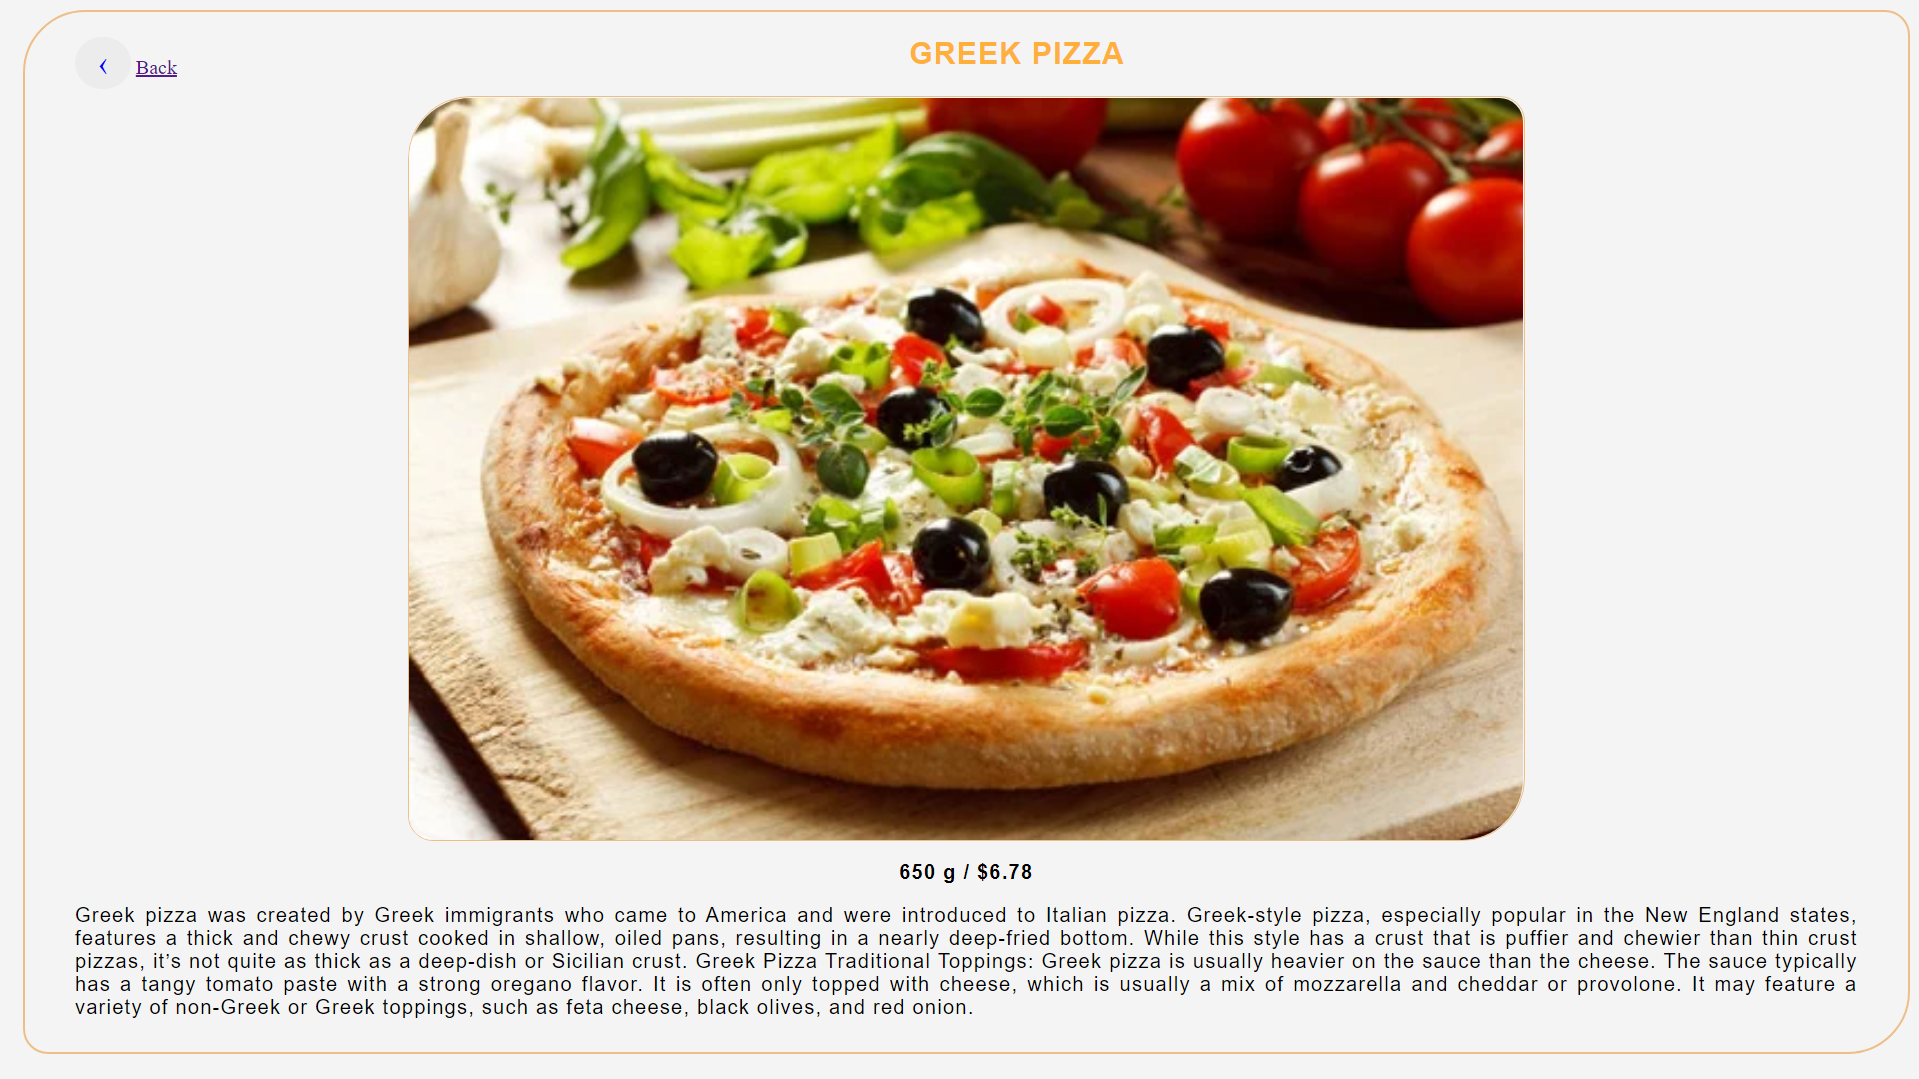 Back
GREEK PIZZA
650 g / $6.78
Greek pizza was created by Greek immigrants who came to America and were introduced to Italian pizza. Greek-style pizza, especially popular in the New England states,
features a thick and chewy crust cooked in shallow, oiled pans, resulting in a nearly deep-fried bottom. While this style has a crust that is puffier and chewier than thin crust
pizzas, it’s not quite as thick as a deep-dish or Sicilian crust. Greek Pizza Traditional Toppings: Greek pizza is usually heavier on the sauce than the cheese. The sauce typically
has a tangy tomato paste with a strong oregano flavor. It is often only topped with cheese, which is usually a mix of mozzarella and cheddar or provolone. It may feature a
variety of non-Greek or Greek toppings, such as feta cheese, black olives, and red onion.